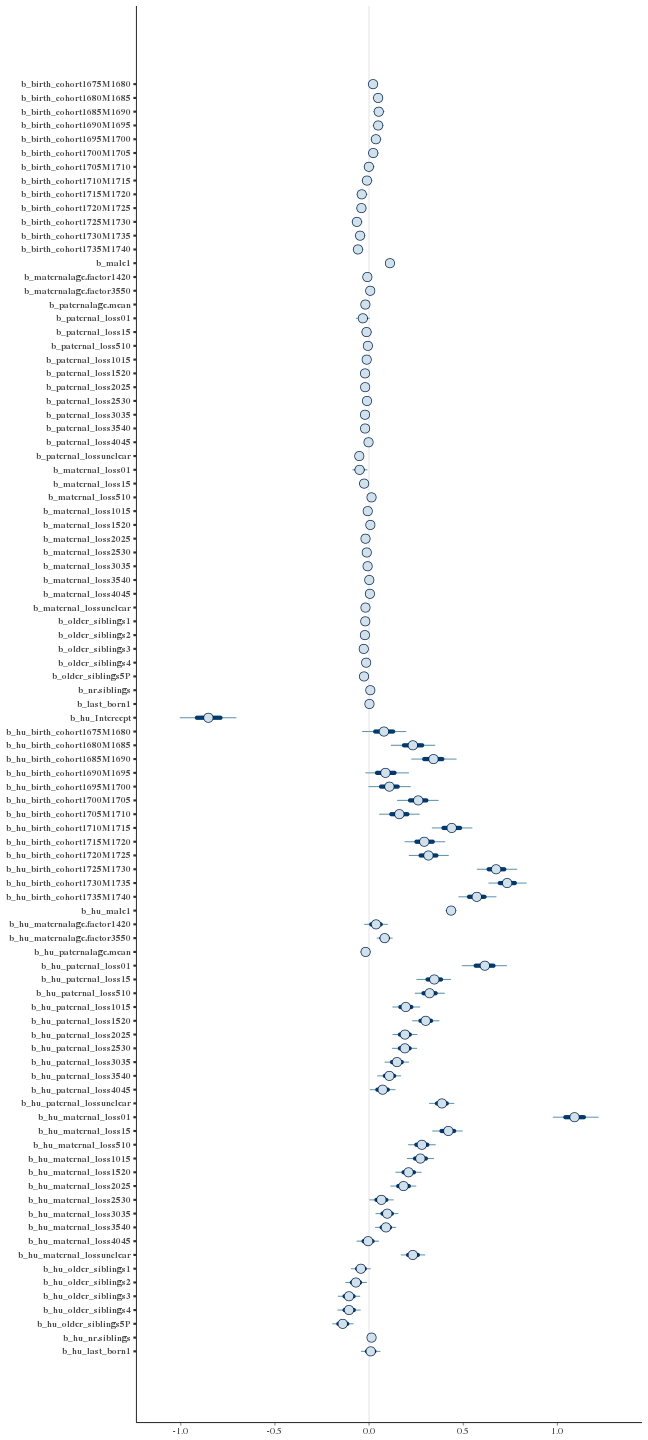 b_birth_cohort1675M1680
b_birth_cohort1680M1685
b_birth_cohort1685M1690
b_birth_cohort1690M1695
b_birth_cohort1695M1700
b_birth_cohort1700M1705
b_birth_cohort1705M1710
b_birth_cohort1710M1715
b_birth_cohort1715M1720
b_birth_cohort1720M1725
b_birth_cohort1725M1730
b_birth_cohort1730M1735
b_birth_cohort1735M1740
b_male1
b_maternalage.factor1420
b_maternalage.factor3550
b_paternalage.mean
b_paternal_loss01
b_paternal_loss15
b_paternal_loss510
b_paternal_loss1015
b_paternal_loss1520
b_paternal_loss2025
b_paternal_loss2530
b_paternal_loss3035
b_paternal_loss3540
b_paternal_loss4045
b_paternal_lossunclear
b_maternal_loss01
b_maternal_loss15
b_maternal_loss510
b_maternal_loss1015
b_maternal_loss1520
b_maternal_loss2025
b_maternal_loss2530
b_maternal_loss3035
b_maternal_loss3540
b_maternal_loss4045
b_maternal_lossunclear
b_older_siblings1
b_older_siblings2
b_older_siblings3
b_older_siblings4
b_older_siblings5P
b_nr.siblings
b_last_born1
b_hu_Intercept
b_hu_birth_cohort1675M1680
b_hu_birth_cohort1680M1685
b_hu_birth_cohort1685M1690
b_hu_birth_cohort1690M1695
b_hu_birth_cohort1695M1700
b_hu_birth_cohort1700M1705
b_hu_birth_cohort1705M1710
b_hu_birth_cohort1710M1715
b_hu_birth_cohort1715M1720
b_hu_birth_cohort1720M1725
b_hu_birth_cohort1725M1730
b_hu_birth_cohort1730M1735
b_hu_birth_cohort1735M1740
b_hu_male1
b_hu_maternalage.factor1420
b_hu_maternalage.factor3550
b_hu_paternalage.mean
b_hu_paternal_loss01
b_hu_paternal_loss15
b_hu_paternal_loss510
b_hu_paternal_loss1015
b_hu_paternal_loss1520
b_hu_paternal_loss2025
b_hu_paternal_loss2530
b_hu_paternal_loss3035
b_hu_paternal_loss3540
b_hu_paternal_loss4045
b_hu_paternal_lossunclear
b_hu_maternal_loss01
b_hu_maternal_loss15
b_hu_maternal_loss510
b_hu_maternal_loss1015
b_hu_maternal_loss1520
b_hu_maternal_loss2025
b_hu_maternal_loss2530
b_hu_maternal_loss3035
b_hu_maternal_loss3540
b_hu_maternal_loss4045
b_hu_maternal_lossunclear
b_hu_older_siblings1
b_hu_older_siblings2
b_hu_older_siblings3
b_hu_older_siblings4
b_hu_older_siblings5P
b_hu_nr.siblings
b_hu_last_born1
-1.0 -0.5 0.0 0.5 1.0